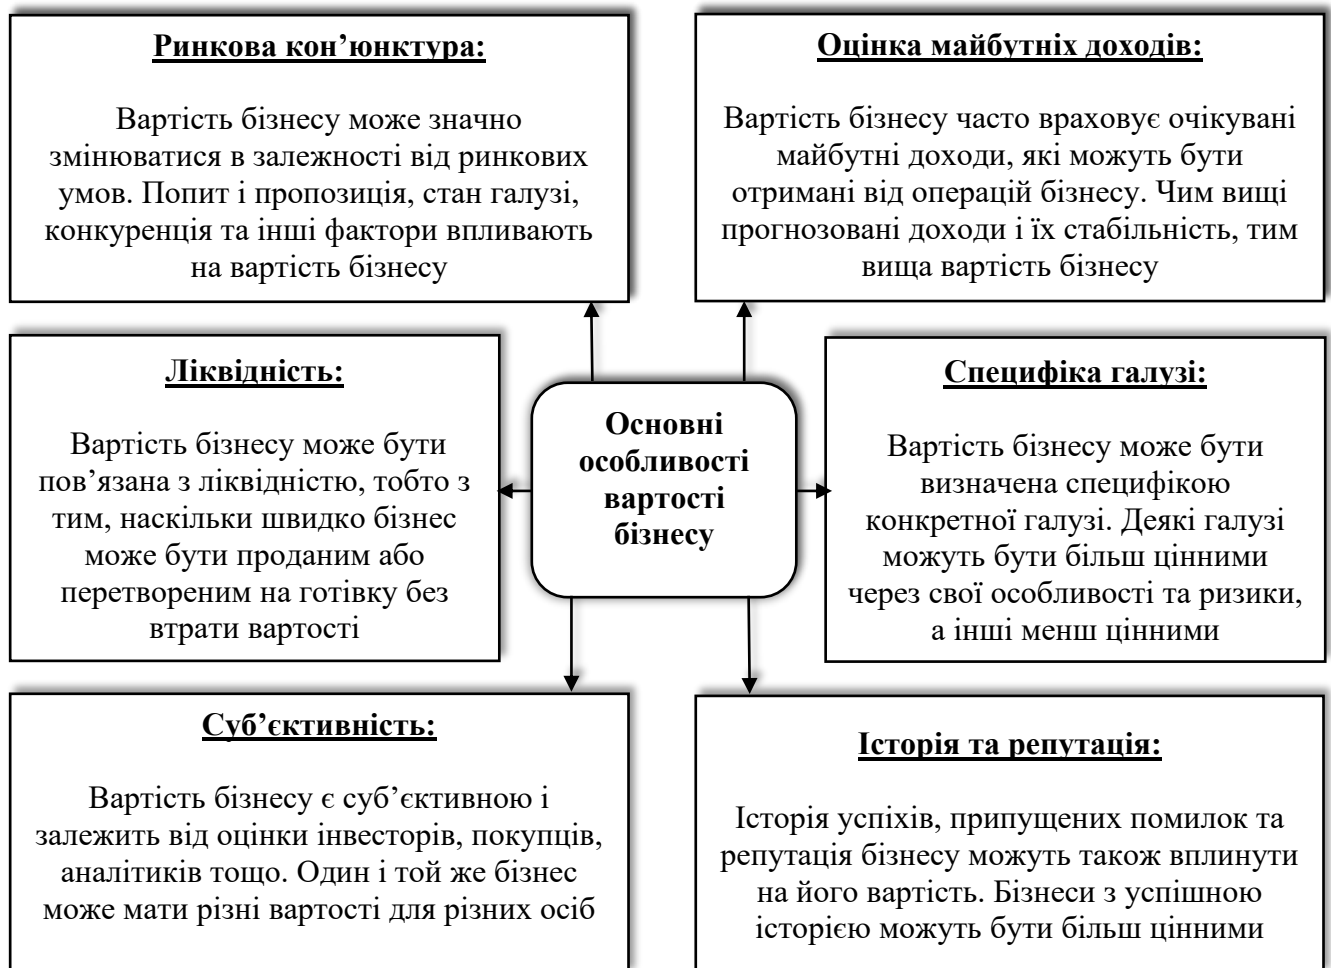 Ринкова кон’юнктура:
Вартість бізнесу може значно
змінюватися в залежності від ринкових
умов. Попит і пропозиція, стан галузі,
конкуренція та інші фактори впливають
на вартість бізнесу
Оцінка майбутніх доходів:
Вартість бізнесу часто враховує очікувані
майбутні доходи, які можуть бути
отримані від операцій бізнесу. Чим вищі
прогнозовані доходи і їх стабільність, тим
вища вартість бізнесу
Ліквідність:
Вартість бізнесу може бути
пов’язана з ліквідністю, тобто з
тим, наскільки швидко бізнес
може бути проданим або
перетвореним на готівку без
втрати вартості
Основні
особливості
вартості
бізнесу
Специфіка галузі:
Вартість бізнесу може бути
визначена специфікою
конкретної галузі. Деякі галузі
можуть бути більш цінними
через свої особливості та ризики,
а інші менш цінними
Суб’єктивність:
Вартість бізнесу є суб’єктивною і
залежить від оцінки інвесторів, покупців,
аналітиків тощо. Один і той же бізнес
може мати різні вартості для різних осіб
Історія та репутація:
Історія успіхів, припущених помилок та
репутація бізнесу можуть також вплинути
на його вартість. Бізнеси з успішною
історією можуть бути більш цінними